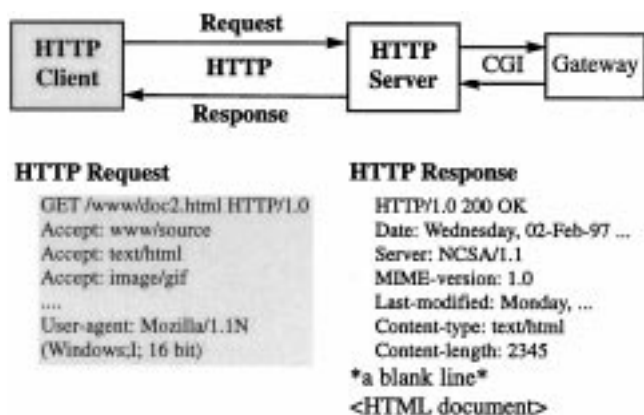 Request
HTTP
Client
HTTP
HTTP
Server
CGI
Gateway
Response
HTTP Request
GET /www/doc2.html HTTP/1.0
Accept: www/source
Accept: text/html
Accept: image/gif
....
User-agent: Mozilla/1.1N
(Windows;I; 16 bit)
HTTP Response
HTTP/1.0 200 OK
Date: Wednesday, 02-Feb-97 ...
Server: NCSA/1.1
MIME-version: 1.0
Last-modified: Monday, ...
Content-type: text/html
Content-length: 2345
*a blank line*
<HTML document>